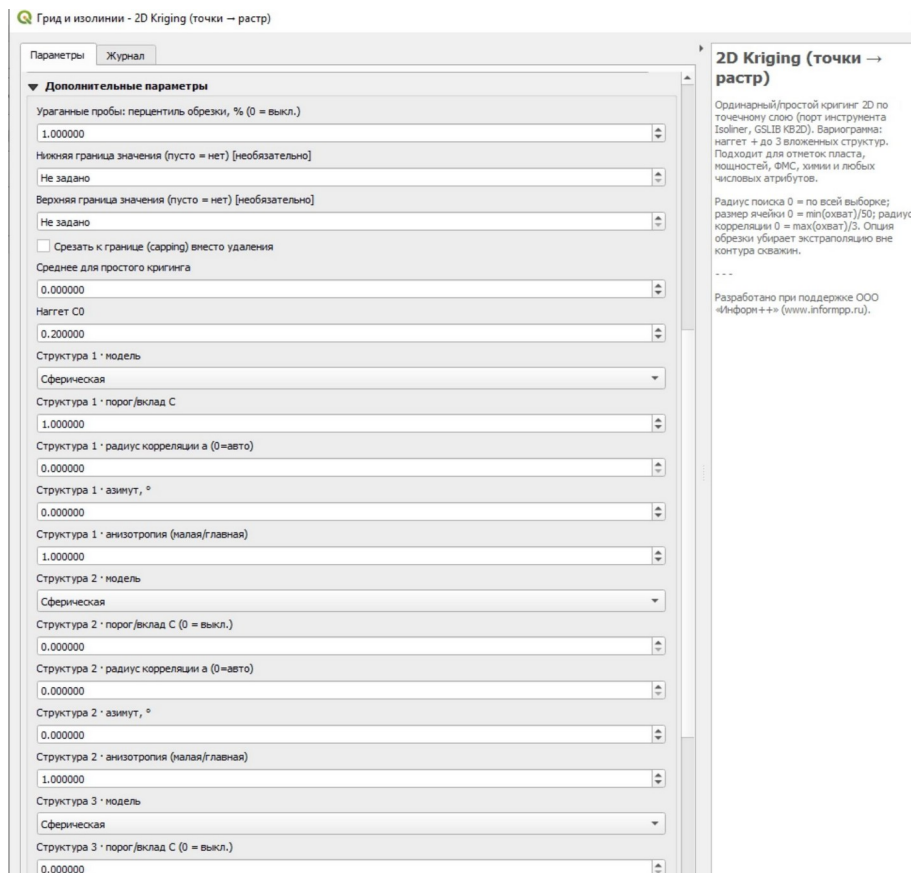 Грид и изолинии - 2D Kriging (точки → растр)
Параметры
Журнал
Дополнительные параметры
Ураганные пробы: перцентиль обрезки, % (0 = выкл.)
1.000000
Нижняя граница значения (пусто = нет) [необязательно]
Не задано
Верхняя граница значения (пусто = нет) [необязательно]
Не задано
Срезать к границе (capping) вместо удаления
Среднее для простого кригинга
0.000000
Наггет C0
0.200000
Структура 1 · модель
Сферическая
Структура 1 · порог/вклад C
1.000000
Структура 1 · радиус корреляции a (0=авто)
0.000000
Структура 1 · азимут, °
0.000000
Структура 1 · анизотропия (малая/главная)
1.000000
Структура 2 · модель
Сферическая
Структура 2 · порог/вклад C (0 = выкл.)
0.000000
Структура 2 · радиус корреляции a (0=авто)
0.000000
Структура 2 · азимут, °
0.000000
Структура 2 · анизотропия (малая/главная)
1.000000
Структура 3 · модель
Сферическая
Структура 3 · порог/вклад C (0 = выкл.)
0.000000
2D Kriging (точки →
растр)
Ординарный/простой кригинг 2D по
точечному слою (порт инструмента
Isoliner, GSLIB KB2D). Вариограмма:
наггет + до 3 вложенных структур.
Подходит для отметок пласта,
мощностей, ФМС, химии и любых
числовых атрибутов.
Радиус поиска 0 = по всей выборке;
размер ячейки 0 = min(охват)/50; радиус
корреляции 0 = max(охват)/3. Опция
обрезки убирает экстраполяцию вне
контура скважин.
- - -
Разработано при поддержке ООО
«Информ++» (www.informpp.ru).